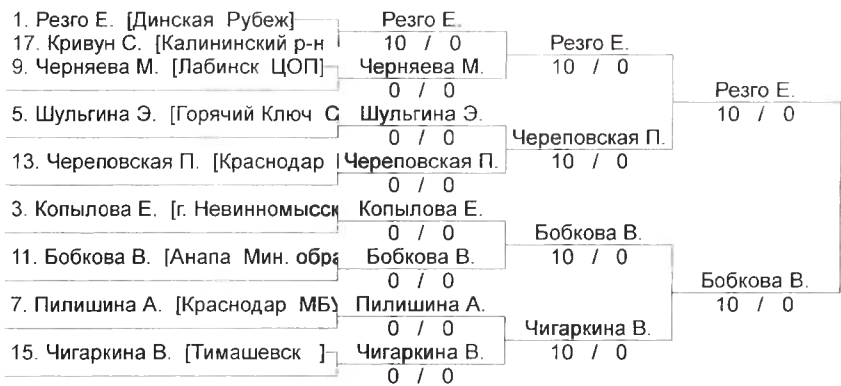 1. Резго Е. [Динская Рубеж]
17. Кривун С. [Калининский р-н
9. Черняева М. [Лабинск ЦОП]
5. Шульгина Э. [Горячий Ключ С
13. Череповская П. [Краснодар
3. Копылова Е. [г. Невинномысск
11. Бобкова В. [Анапа Мин. обра
7. Пилишина А. [Краснодар МБУ
15. Чигаркина В. [Тимашевск ]
Резго Е.
10 / 0
Черняева М.
0 / 0
Шульгина Э.
0 / 0
Череповская П.
0 / 0
Копылова Е.
0 / 0
Бобкова В.
0 / 0
Пилишина А.
0 / 0
Чигаркина В.
0 / 0
Резго Е.
10 / 0
Череповская П.
10 / 0
Бобкова В.
10 / 0
Чигаркина В.
10 / 0
Резго Е.
10 / 0
Бобкова В.
10 / 0